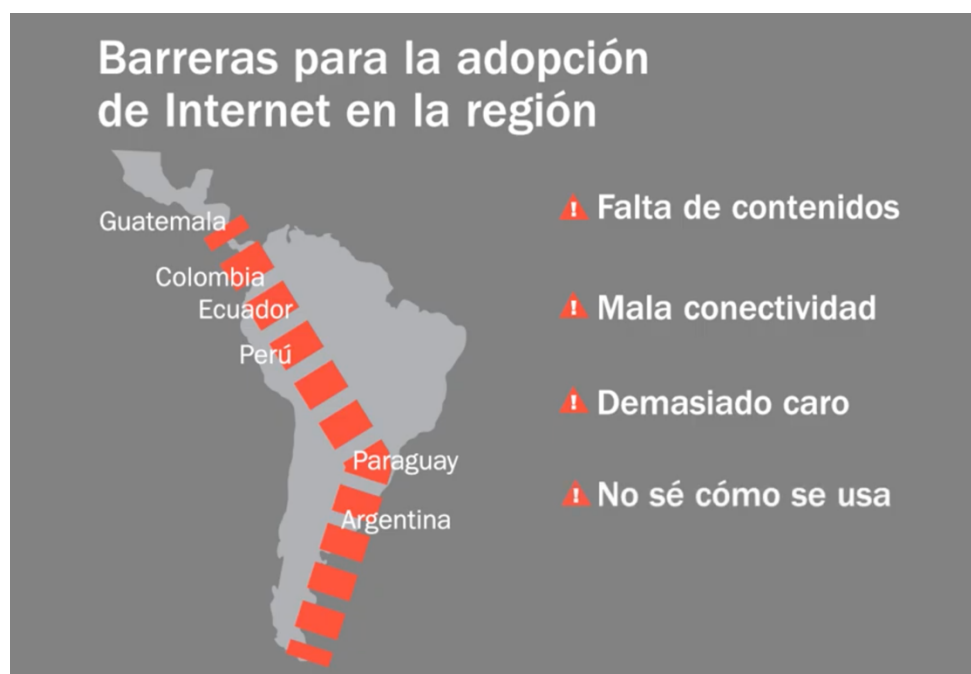 Barreras para la adopción
de Internet en la región
Guatemala
Colombia
Ecuador
Perú
Paraguay
Argentina
Falta de contenidos
Mala conectividad
Demasiado caro
No sé cómo se usa